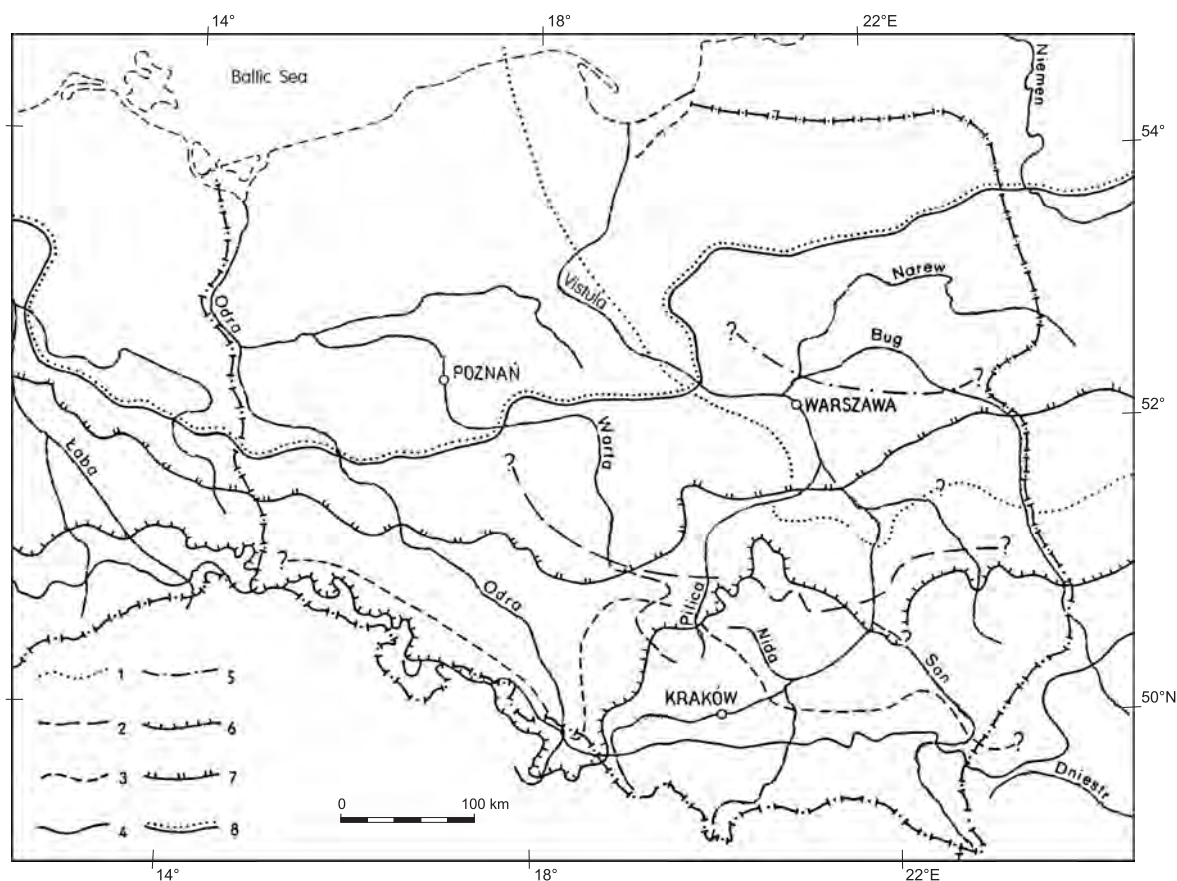 14°
18°
22°E
Baltic Sea
Niemen
54°
Narew
Vistula
Odra
?
Bug
POZNAŃ
?
WARSZAWA
52°
Warta
Łaba
?
?
?
?
Odra
Pilica
?
Nida
San
1
5
KRAKÓW
50°N
2
6
?
3
7
Dniestr
0
100 km
4
8
14°
18°
22°E